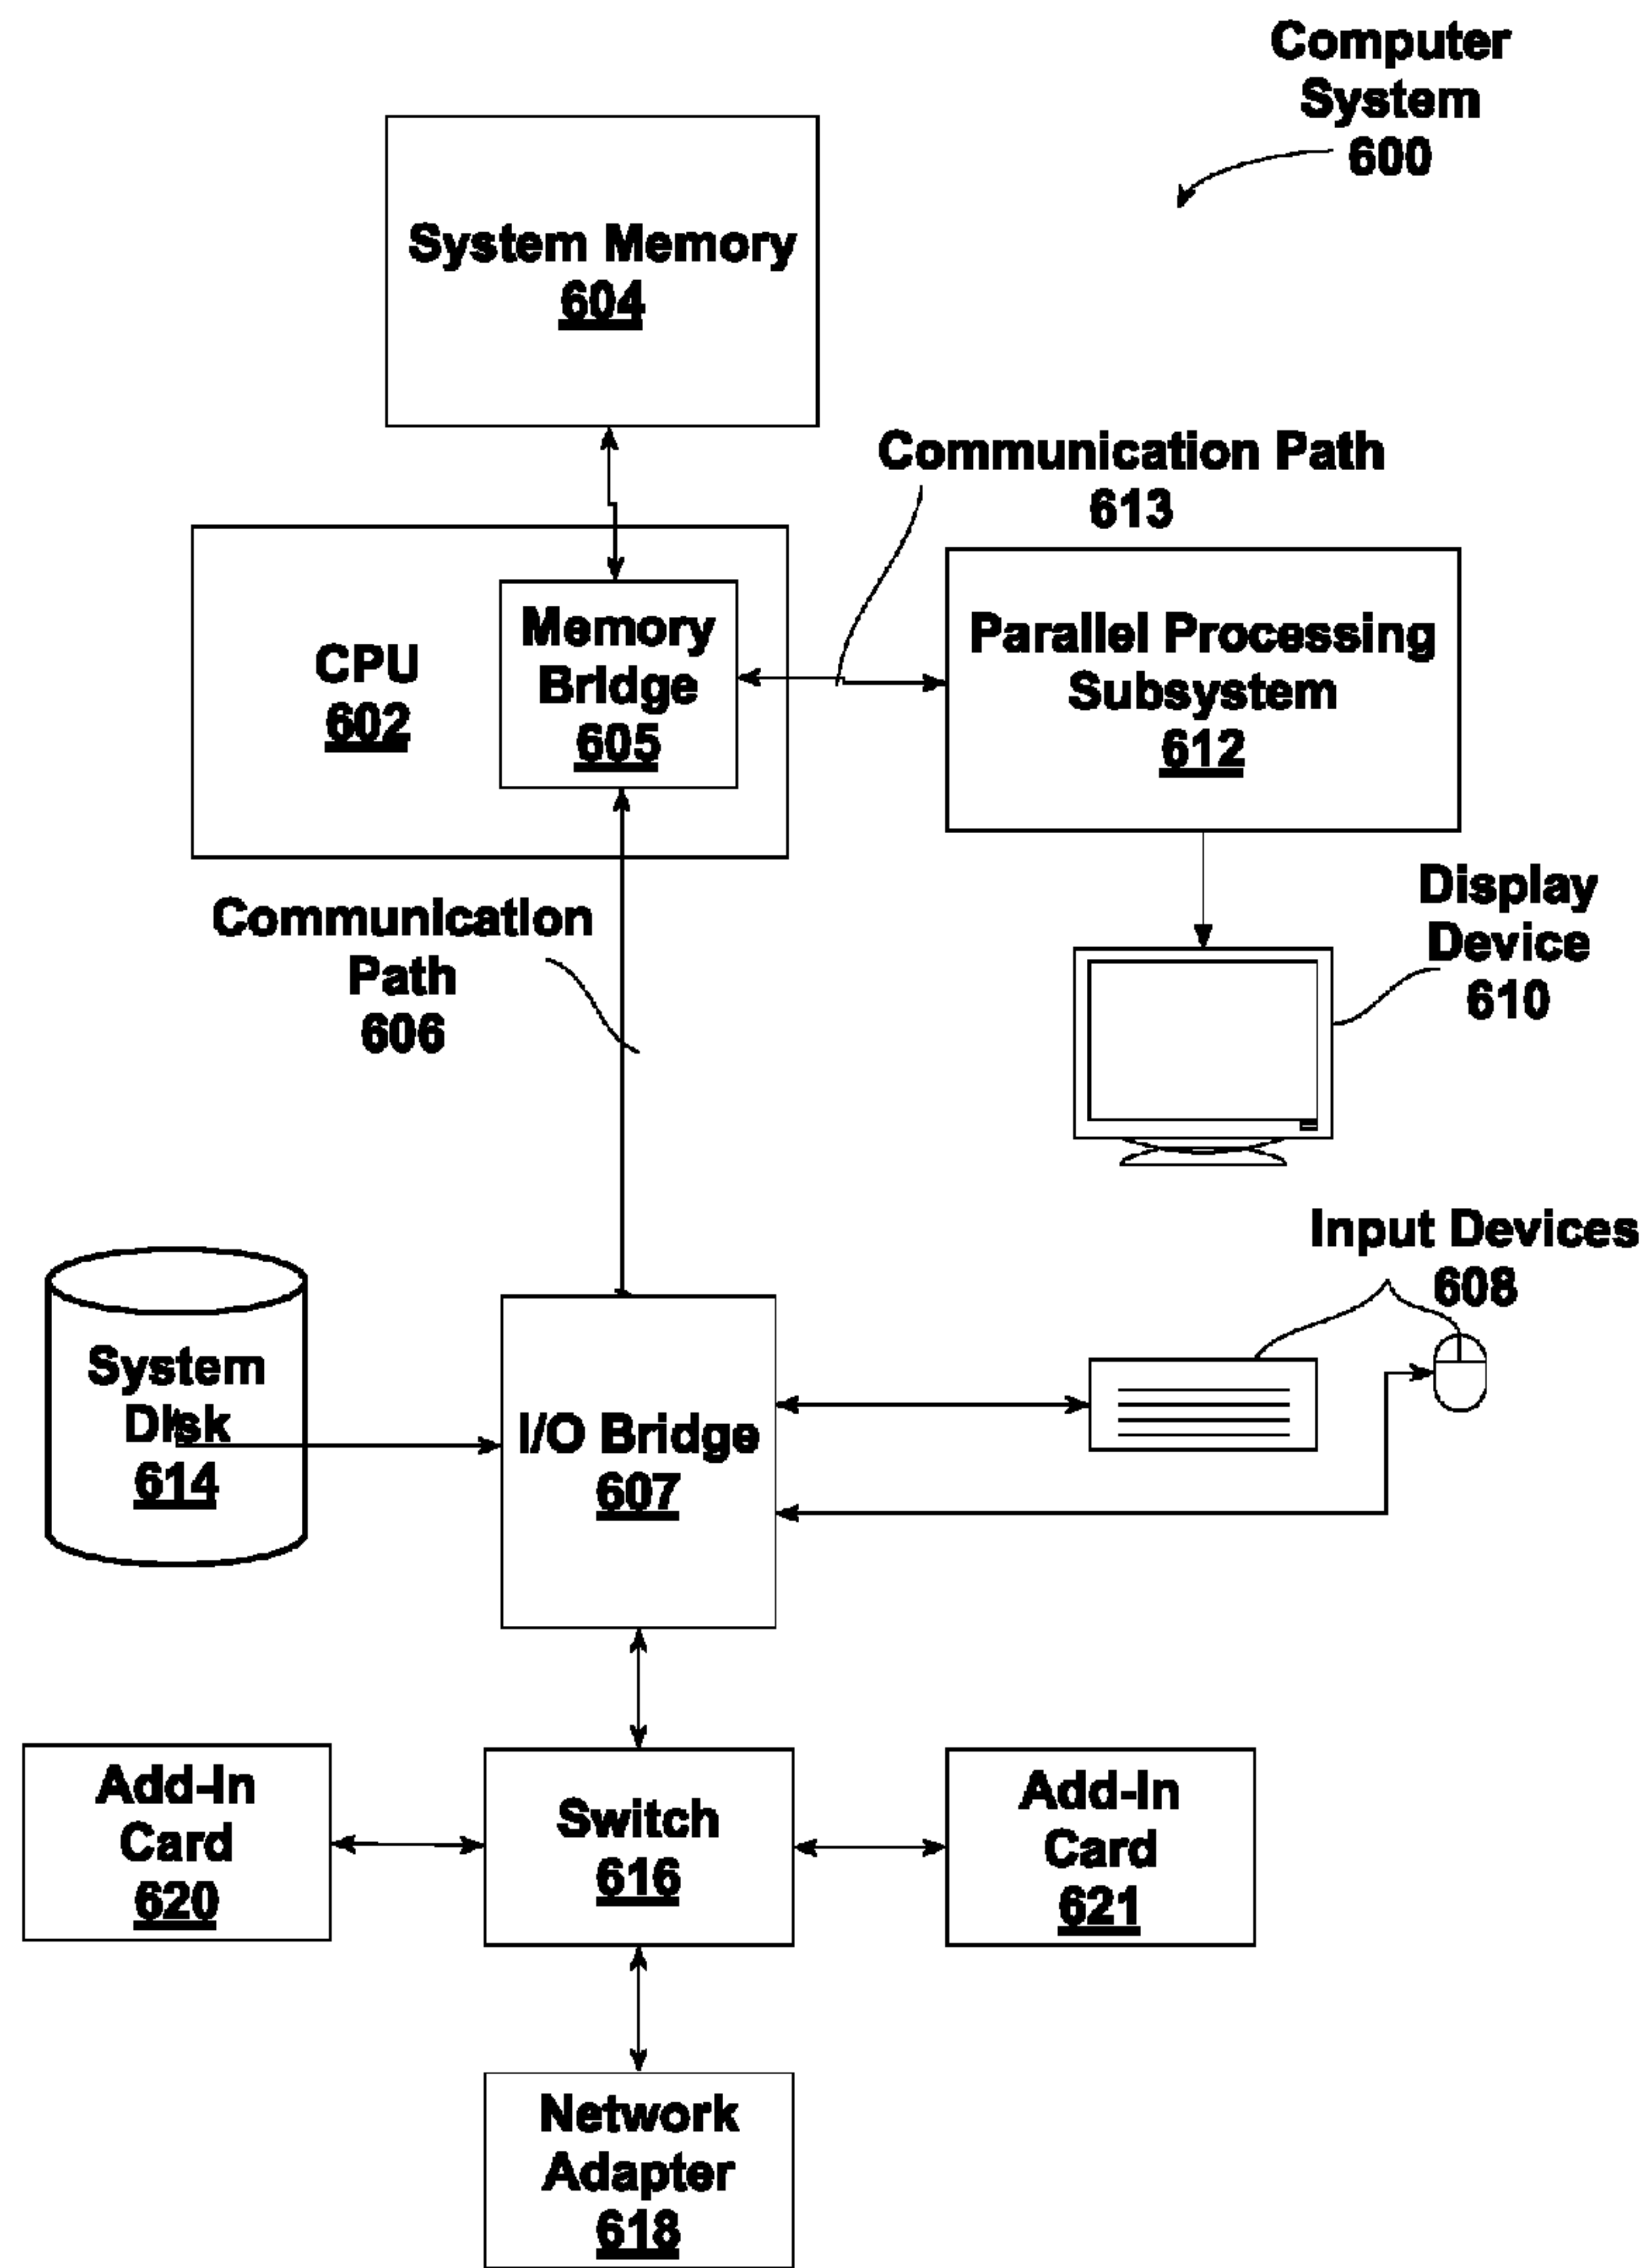 Computer
System
600
System Memory
604
Communication Path
613
CPU
602
Memory
Bridge
605
Parallel Processing
Subsystem
612
Communication
Path
606
Display
Device
610
Input Devices
608
System
Disk
614
I/O Bridge
607
Add-In
Card
620
Switch
616
Add-In
Card
621
Network
Adapter
618